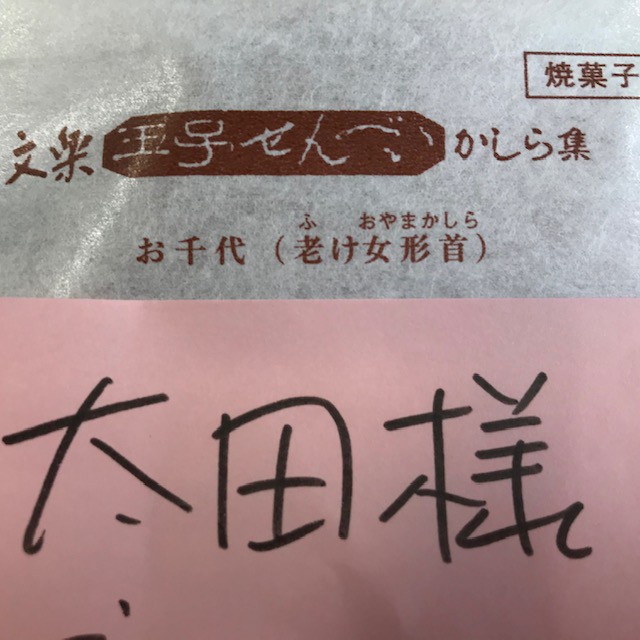 焼菓子
文楽 玉子せんべい かしら集
ふ おやまかしら
お千代（老け女形首）
太田様